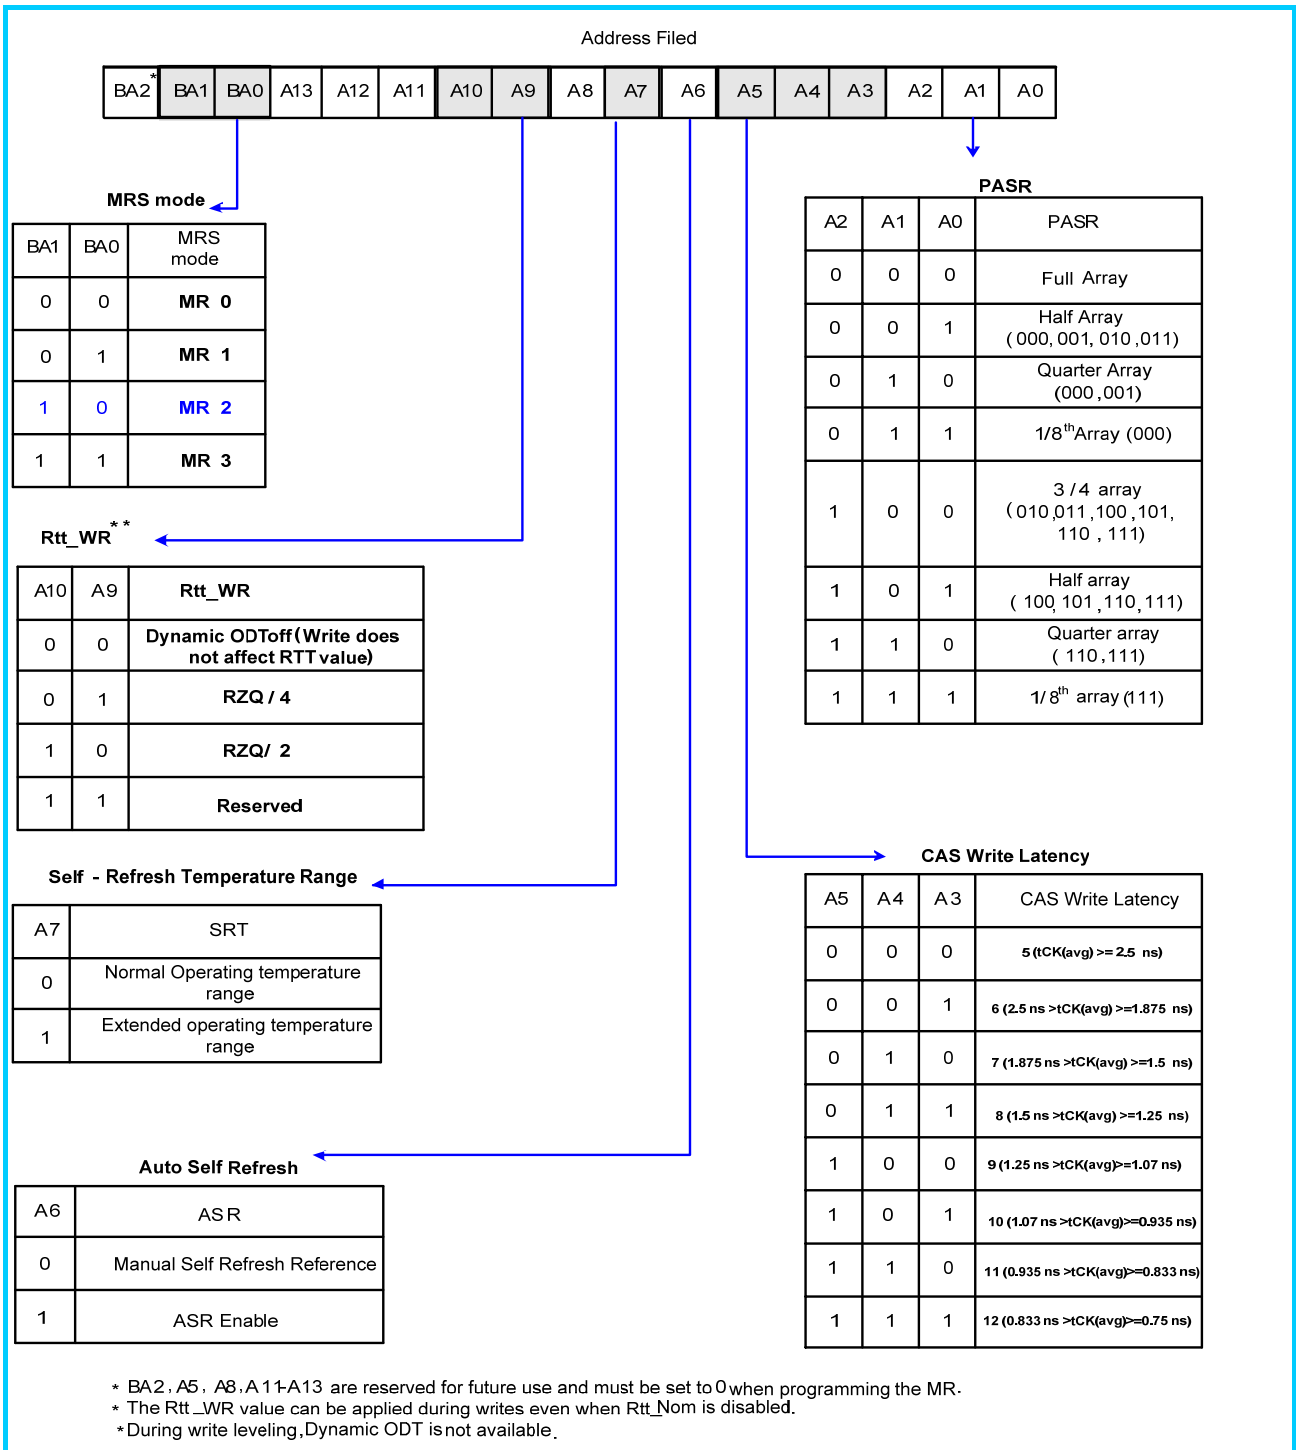 Address Filed
BA2* BA1 BA0 A13 A12 A11 A10 A9 A8 A7 A6 A5 A4 A3 A2 A1 A0
MRS mode
BA1 BA0 MRS mode
0 0 MR 0
0 1 MR 1
1 0 MR 2
1 1 MR 3
Rtt_WR**
A10 A9 Rtt_WR
0 0 Dynamic ODToff (Write does not affect RTT value)
0 1 RZQ / 4
1 0 RZQ/ 2
1 1 Reserved
Self - Refresh Temperature Range
A7 SRT
0 Normal Operating temperature range
1 Extended operating temperature range
Auto Self Refresh
A6 ASR
0 Manual Self Refresh Reference
1 ASR Enable
PASR
A2 A1 A0 PASR
0 0 0 Full Array
0 0 1 Half Array (000,001,010,011)
0 1 0 Quarter Array (000,001)
0 1 1 1/8th Array (000)
1 0 0 3/4 array (010,011,100,101,110,111)
1 0 1 Half array (100,101,110,111)
1 1 0 Quarter array (110,111)
1 1 1 1/8th array (111)
CAS Write Latency
A5 A4 A3 CAS Write Latency
0 0 0 5 (tCK(avg) >= 2.5 ns)
0 0 1 6 (2.5 ns >tCK(avg) >=1.875 ns)
0 1 0 7 (1.875 ns >tCK(avg) >=1.5 ns)
0 1 1 8 (1.5 ns >tCK(avg) >=1.25 ns)
1 0 0 9 (1.25 ns >tCK(avg)>=1.07 ns)
1 0 1 10 (1.07 ns >tCK(avg)>=0.935 ns)
1 1 0 11 (0.935 ns >tCK(avg)>=0.833 ns)
1 1 1 12 (0.833 ns >tCK(avg)>=0.75 ns)
* BA2, A5, A8, A11-A13 are reserved for future use and must be set to 0 when programming the MR.
* The Rtt_WR value can be applied during writes even when Rtt_Nom is disabled.
* During write leveling, Dynamic ODT is not available.